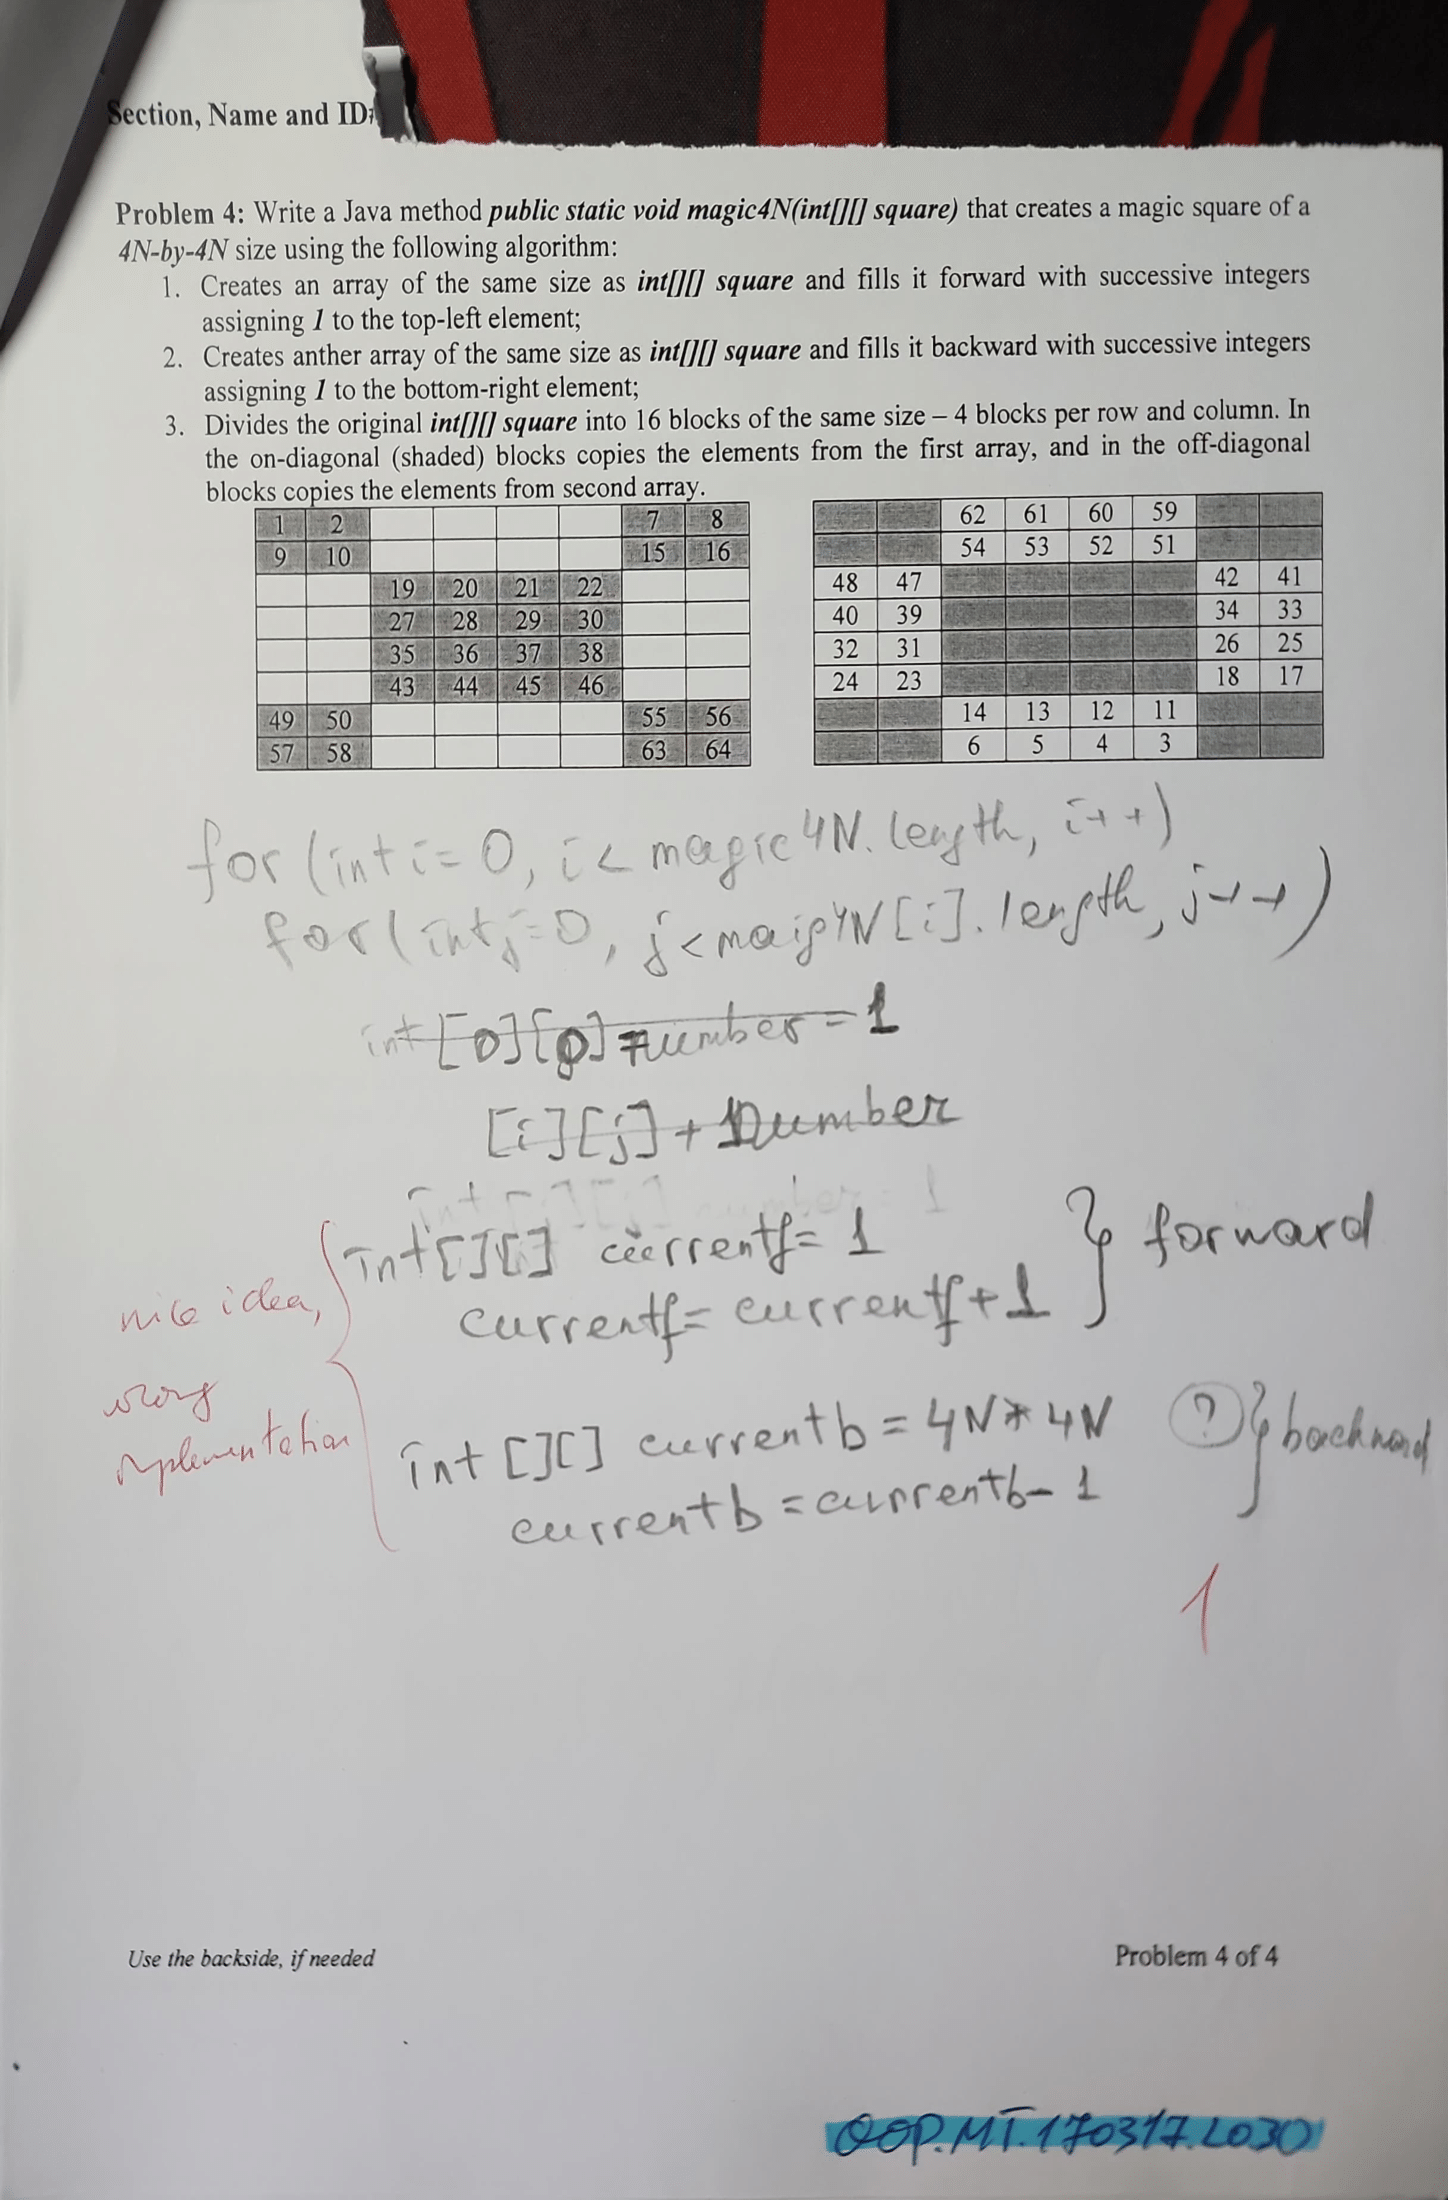 Section, Name and ID:
Problem 4: Write a Java method public static void magic4N(int[][] square) that creates a magic square of a
4N-by-4N size using the following algorithm:
1. Creates an array of the same size as int[][] square and fills it forward with successive integers
assigning 1 to the top-left element;
2. Creates anther array of the same size as int[][] square and fills it backward with successive integers
assigning 1 to the bottom-right element;
3. Divides the original int[][] square into 16 blocks of the same size – 4 blocks per row and column. In
the on-diagonal (shaded) blocks copies the elements from the first array, and in the off-diagonal
blocks copies the elements from second array.
1 2 7 8
9 10 15 16
19 20 21 22
27 28 29 30
35 36 37 38
43 44 45 46
49 50 55 56
57 58 63 64
62 61 60 59
54 53 52 51
48 47 42 41
40 39 34 33
32 31 26 25
24 23 18 17
14 13 12 11
6 5 4 3
for (int i= 0, i< magic4N. length, i++)
for (int j=0, j<maig4N[i]. length, j++)
int [0][0] number = 1
[i][j] + number
int[][] currentf= 1
currentf= currentf+1
} forward
nice idea,
wrong
implementation
int [][] currentb = 4N*4N
currentb = currentb- 1
? } backward
1
Use the backside, if needed
Problem 4 of 4
OOP.MT.170317.L030